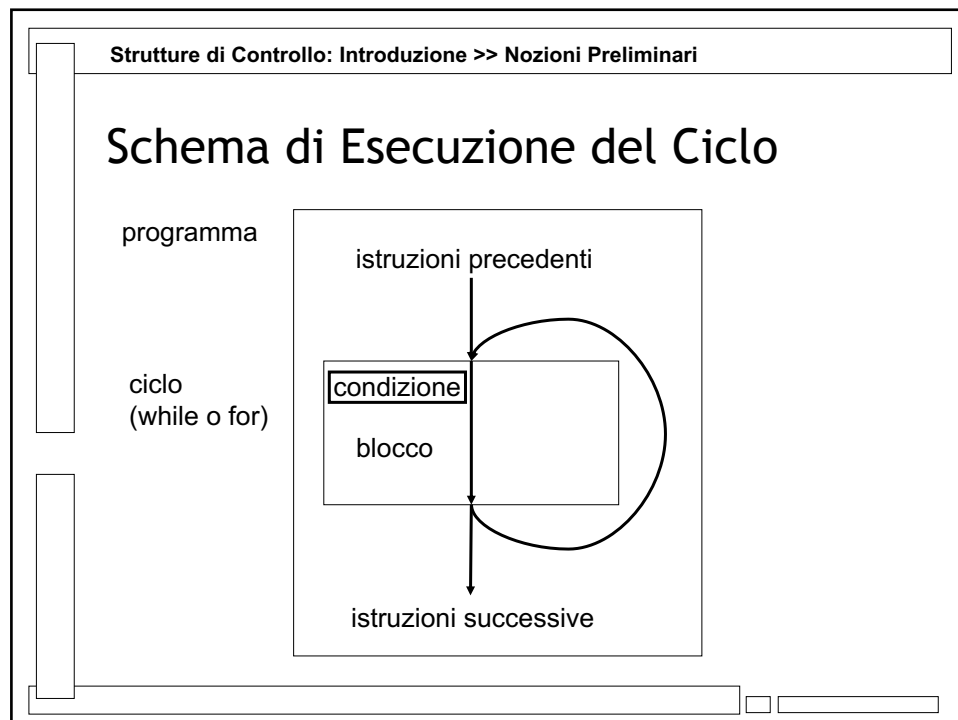 Strutture di Controllo: Introduzione >> Nozioni Preliminari
Schema di Esecuzione del Ciclo
programma
istruzioni precedenti
ciclo
(while o for)
condizione
blocco
istruzioni successive